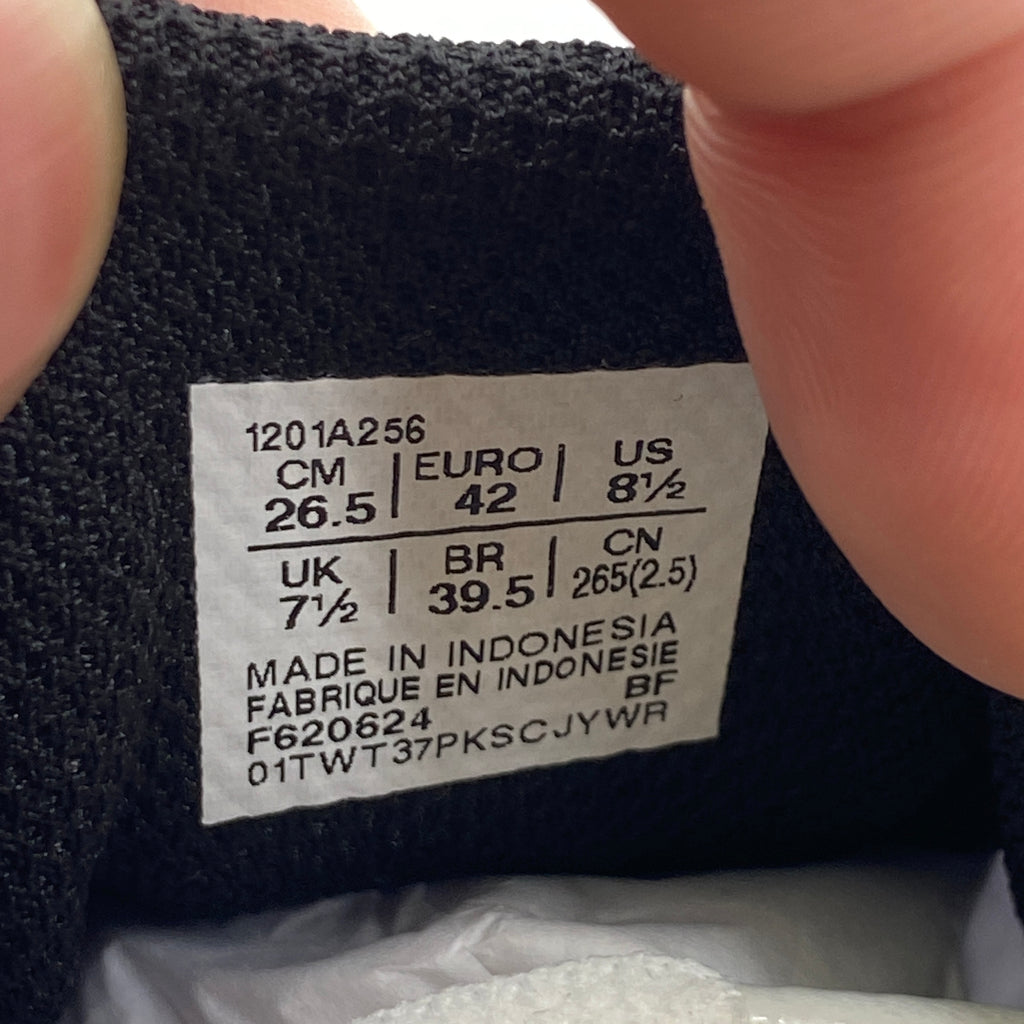 1201A256
CM | EURO | US
26.5 | 42 | 8½
UK | BR | CN
7½ | 39.5 | 265(2.5)
MADE IN INDONESIA
FABRIQUE EN INDONESIE
F620624 BF
01TWT37PKSCJYWR